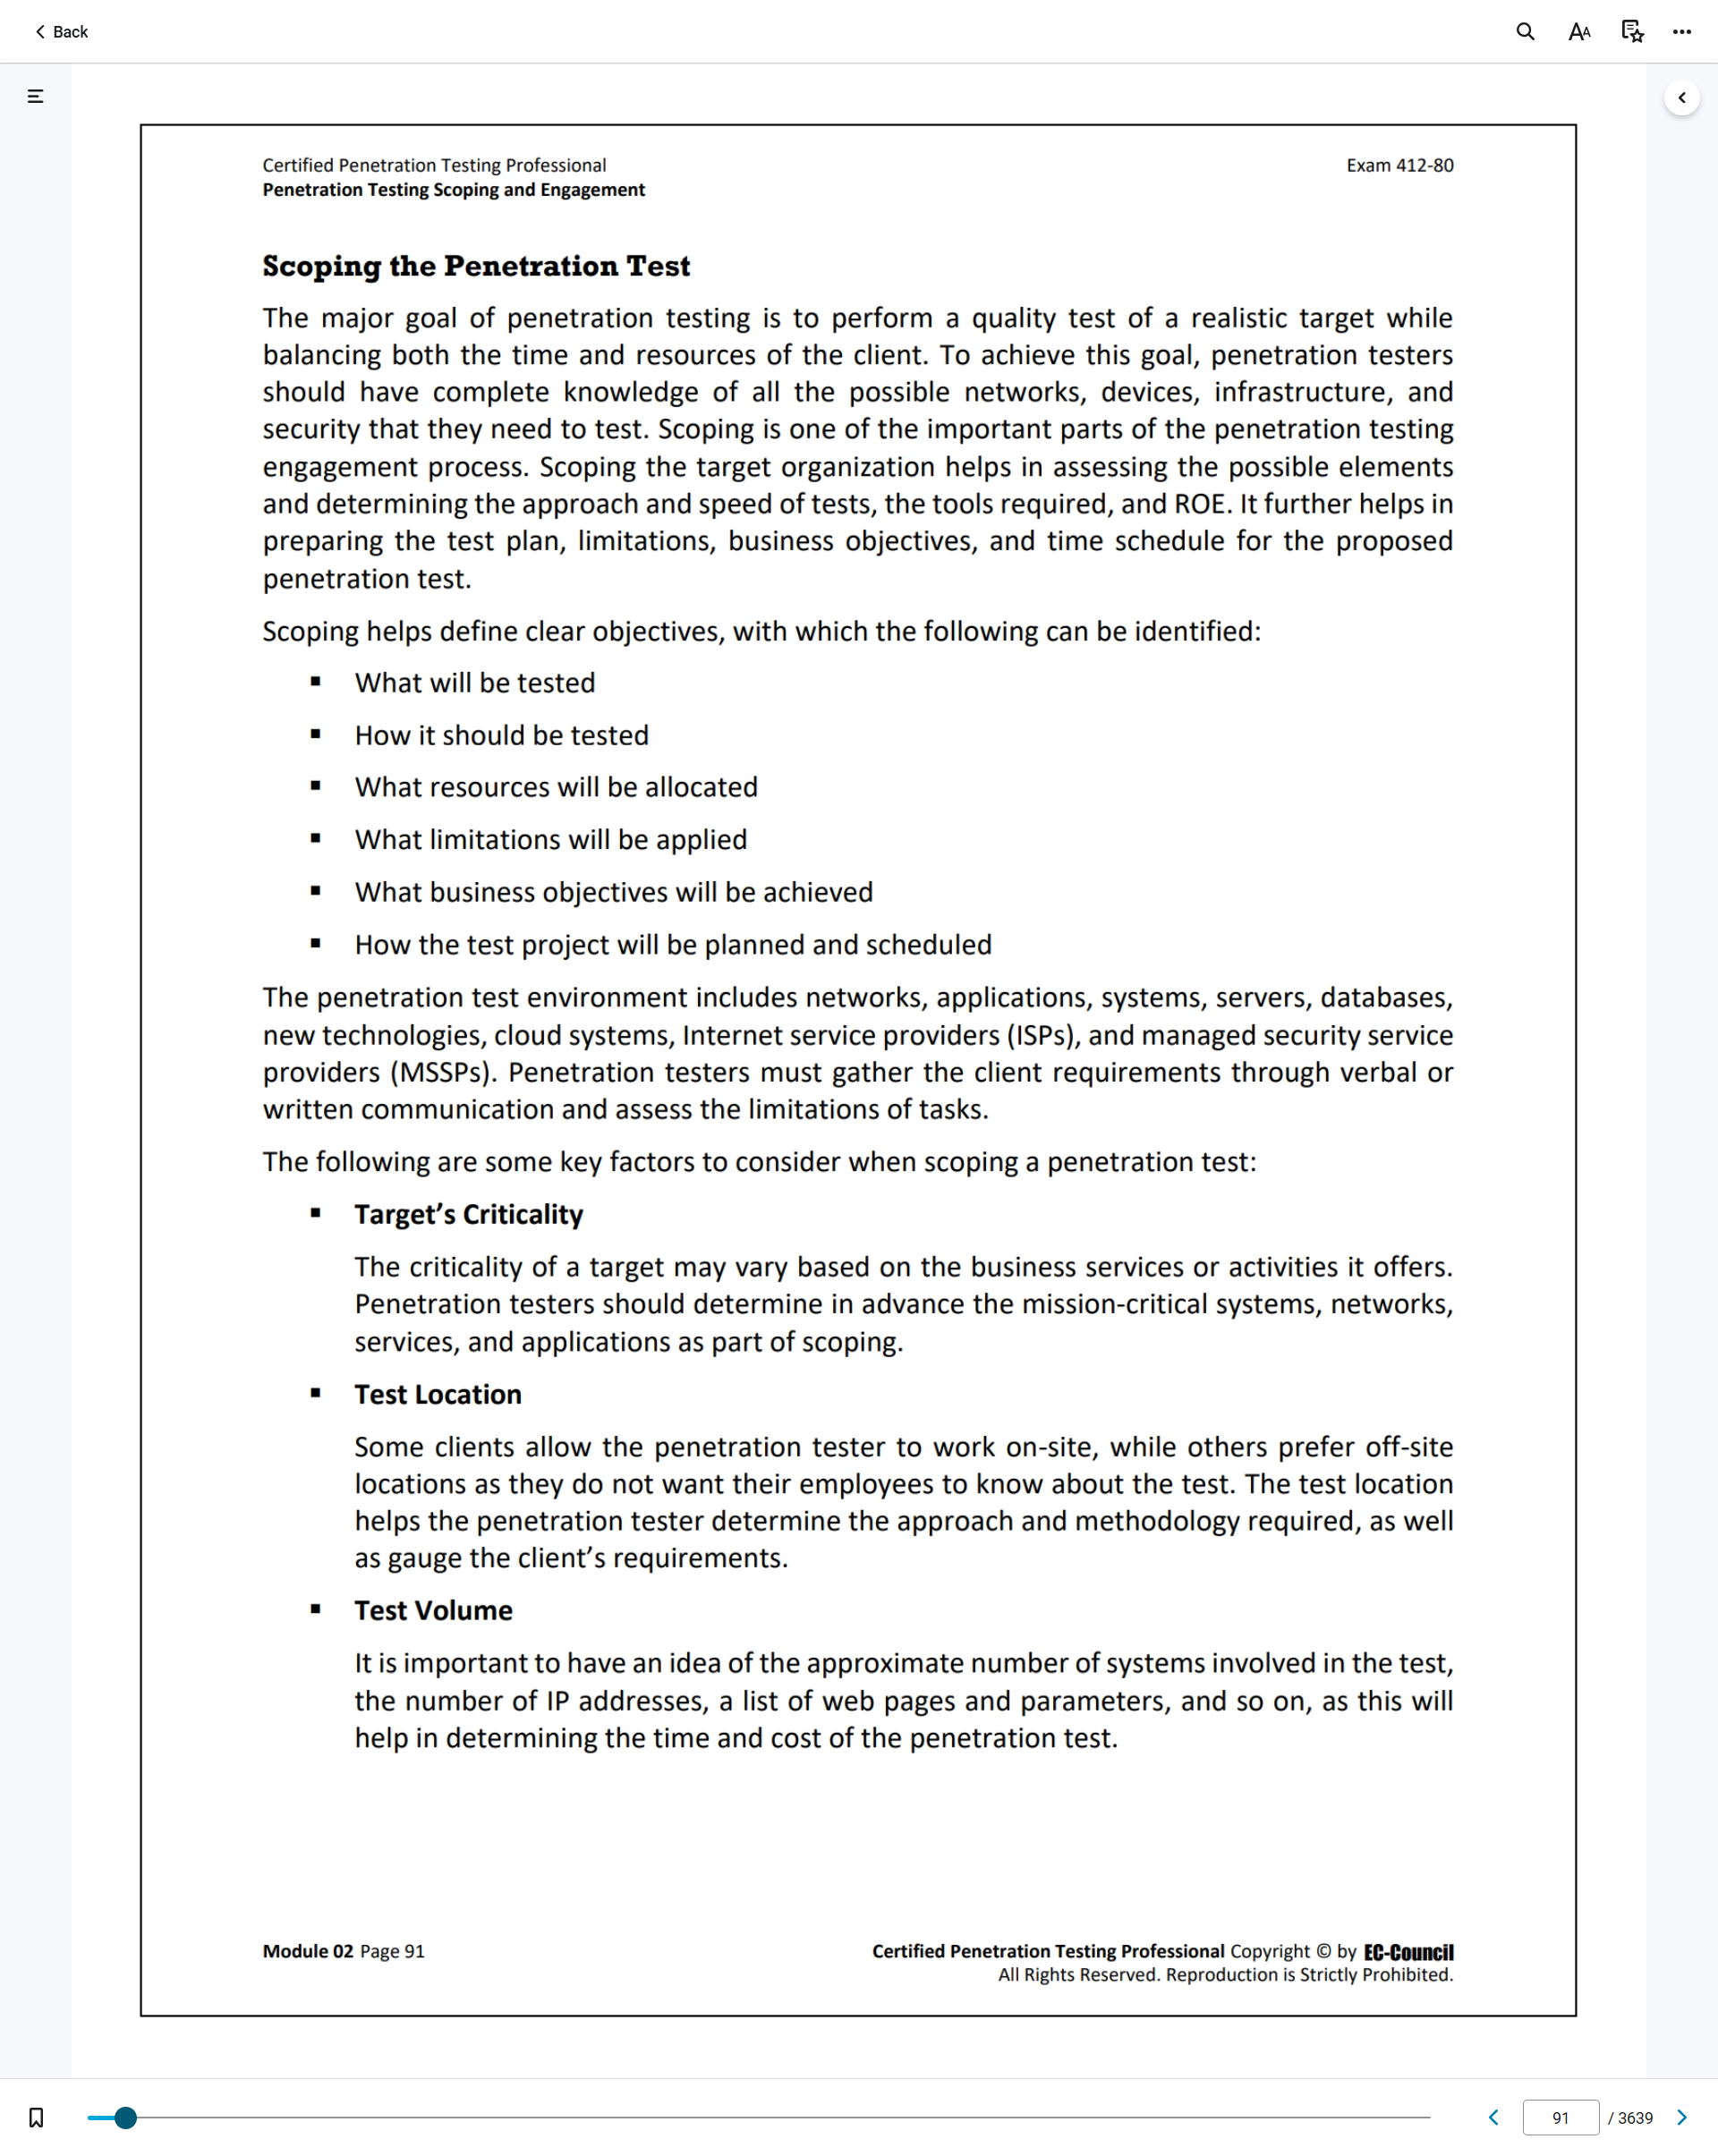 Back
Certified Penetration Testing Professional
Exam 412-80
Penetration Testing Scoping and Engagement
Scoping the Penetration Test
The major goal of penetration testing is to perform a quality test of a realistic target while
balancing both the time and resources of the client. To achieve this goal, penetration testers
should have complete knowledge of all the possible networks, devices, infrastructure, and
security that they need to test. Scoping is one of the important parts of the penetration testing
engagement process. Scoping the target organization helps in assessing the possible elements
and determining the approach and speed of tests, the tools required, and ROE. It further helps in
preparing the test plan, limitations, business objectives, and time schedule for the proposed
penetration test.
Scoping helps define clear objectives, with which the following can be identified:
▪ What will be tested
▪ How it should be tested
▪ What resources will be allocated
▪ What limitations will be applied
▪ What business objectives will be achieved
▪ How the test project will be planned and scheduled
The penetration test environment includes networks, applications, systems, servers, databases,
new technologies, cloud systems, Internet service providers (ISPs), and managed security service
providers (MSSPs). Penetration testers must gather the client requirements through verbal or
written communication and assess the limitations of tasks.
The following are some key factors to consider when scoping a penetration test:
▪ Target’s Criticality
The criticality of a target may vary based on the business services or activities it offers.
Penetration testers should determine in advance the mission-critical systems, networks,
services, and applications as part of scoping.
▪ Test Location
Some clients allow the penetration tester to work on-site, while others prefer off-site
locations as they do not want their employees to know about the test. The test location
helps the penetration tester determine the approach and methodology required, as well
as gauge the client’s requirements.
▪ Test Volume
It is important to have an idea of the approximate number of systems involved in the test,
the number of IP addresses, a list of web pages and parameters, and so on, as this will
help in determining the time and cost of the penetration test.
Module 02 Page 91
Certified Penetration Testing Professional Copyright © by EC-Council
All Rights Reserved. Reproduction is Strictly Prohibited.
91 / 3639